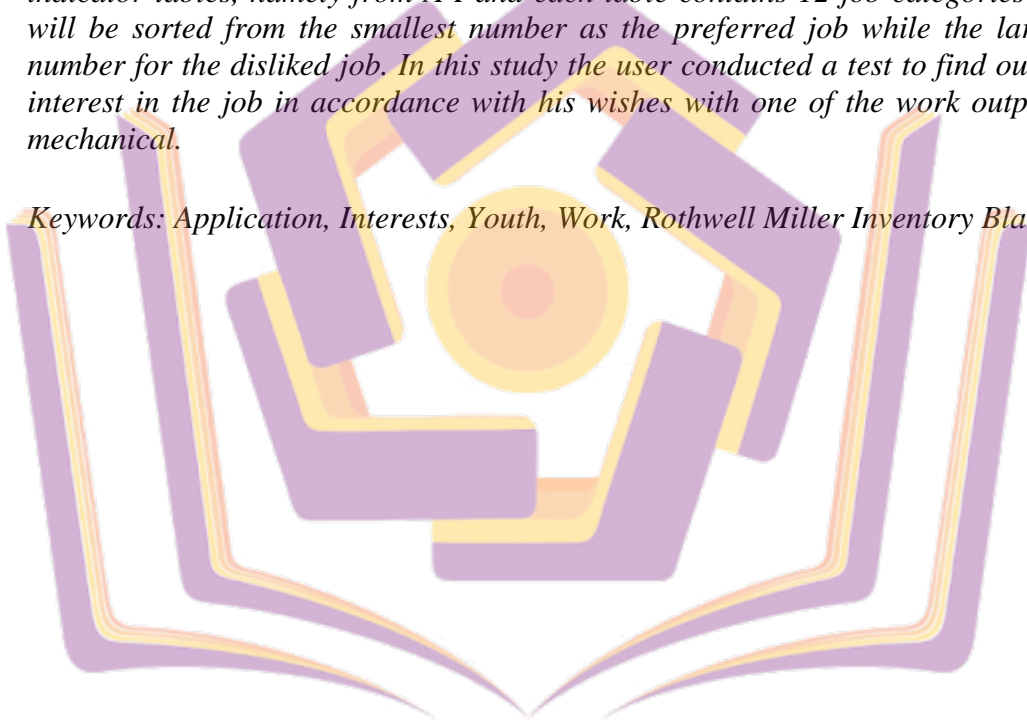 indicator tables, namely from A-I and each table contains 12 job categories
will be sorted from the smallest number as the preferred job while the lar
number for the disliked job. In this study the user conducted a test to find ou
interest in the job in accordance with his wishes with one of the work outp
mechanical.
Keywords: Application, Interests, Youth, Work, Rothwell Miller Inventory Bla